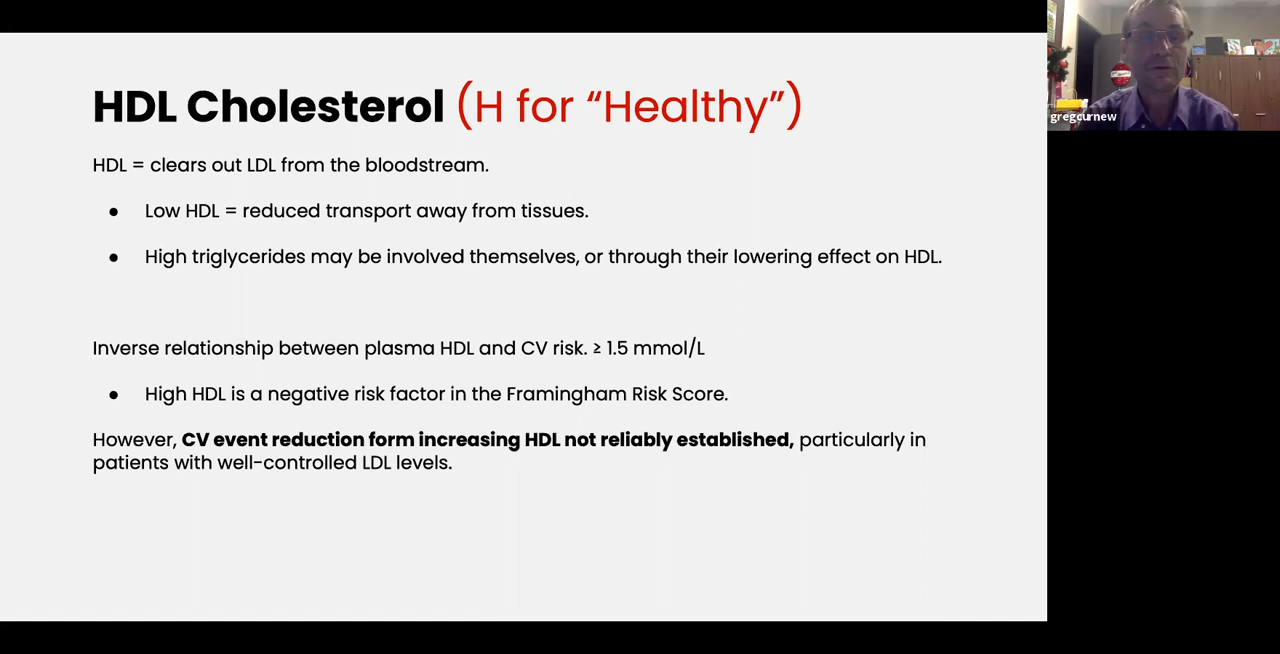 HDL Cholesterol (H for “Healthy”)
HDL = clears out LDL from the bloodstream.
● Low HDL = reduced transport away from tissues.
● High triglycerides may be involved themselves, or through their lowering effect on HDL.
Inverse relationship between plasma HDL and CV risk. ≥ 1.5 mmol/L
● High HDL is a negative risk factor in the Framingham Risk Score.
However, CV event reduction form increasing HDL not reliably established, particularly in
patients with well-controlled LDL levels.
gregcurnew